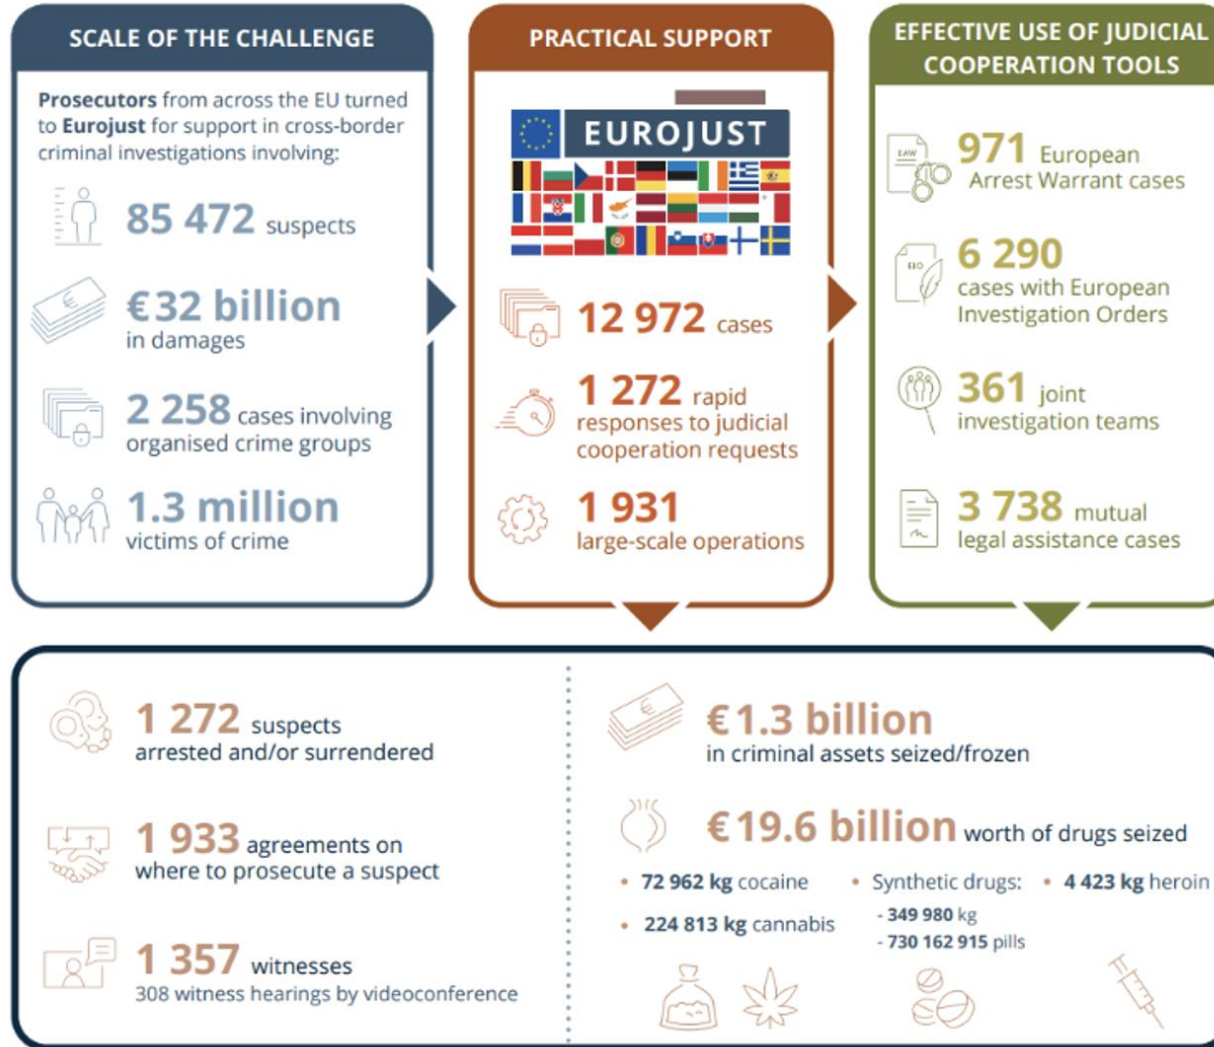 SCALE OF THE CHALLENGE
Prosecutors from across the EU turned
to Eurojust for support in cross-border
criminal investigations involving:
85 472 suspects
€32 billion
in damages
2 258 cases involving
organised crime groups
1.3 million
victims of crime
PRACTICAL SUPPORT
EUROJUST
12 972 cases
1 272 rapid
responses to judicial
cooperation requests
1 931
large-scale operations
EFFECTIVE USE OF JUDICIAL
COOPERATION TOOLS
EAW
971 European
Arrest Warrant cases
EIO
6 290
cases with European
Investigation Orders
361 joint
investigation teams
3 738 mutual
legal assistance cases
1 272 suspects
arrested and/or surrendered
1 933 agreements on
where to prosecute a suspect
1 357 witnesses
308 witness hearings by videoconference
€1.3 billion
in criminal assets seized/frozen
€19.6 billion worth of drugs seized
• 72 962 kg cocaine
• 224 813 kg cannabis
• Synthetic drugs:
- 349 980 kg
- 730 162 915 pills
• 4 423 kg heroin